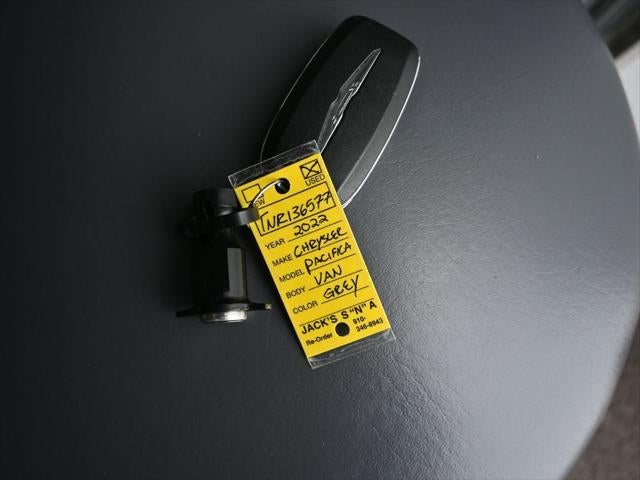 NEW USED
NR136577
YEAR 2022
MAKE CHRYSLER
MODEL PACIFICA
BODY VAN
COLOR GREY
JACK'S S "N" A
Re-Order 910-
346-8943